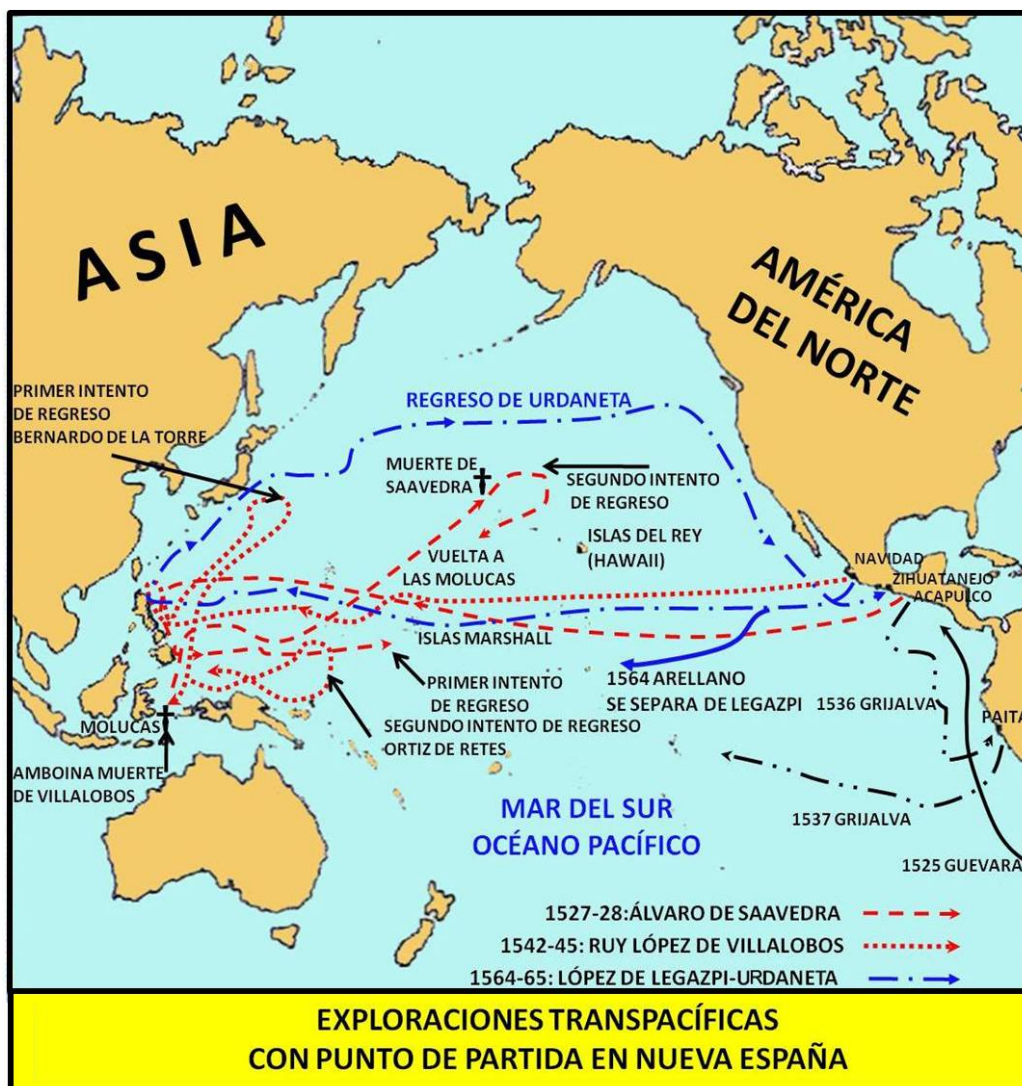 ASIA
AMÉRICA
DEL NORTE
PRIMER INTENTO
DE REGRESO
BERNARDO DE LA TORRE
REGRESO DE URDANETA
MUERTE DE
SAAVEDRA
SEGUNDO INTENTO
DE REGRESO
ISLAS DEL REY
(HAWAII)
VUELTA A
LAS MOLUCAS
NAVIDAD
ZIHUATANEJO
ACAPULCO
ISLAS MARSHALL
PRIMER INTENTO
DE REGRESO
1564 ARELLANO
SE SEPARA DE LEGAZPI
1536 GRIJALVA
PAITA
SEGUNDO INTENTO DE REGRESO
ORTIZ DE RETES
MOLUCAS
AMBOINA MUERTE
DE VILLALOBOS
MAR DEL SUR
OCÉANO PACÍFICO
1537 GRIJALVA
1525 GUEVARA
1527-28:ÁLVARO DE SAAVEDRA
1542-45: RUY LÓPEZ DE VILLALOBOS
1564-65: LÓPEZ DE LEGAZPI-URDANETA
EXPLORACIONES TRANSPACÍFICAS
CON PUNTO DE PARTIDA EN NUEVA ESPAÑA